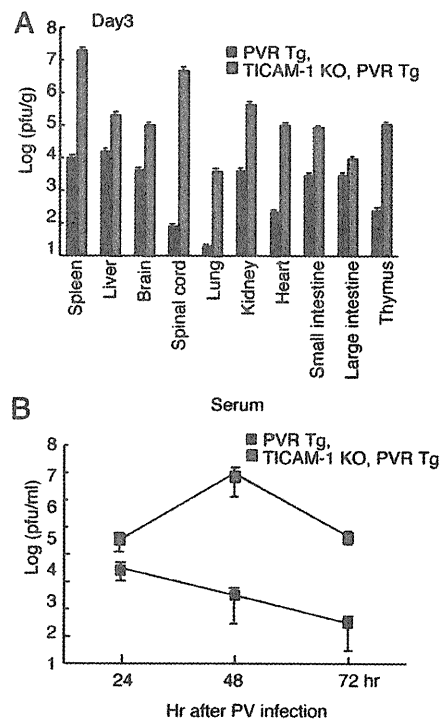 A
Day3
PVR Tg,
TICAM-1 KO, PVR Tg
Log (pfu/g)
8
7
6
5
4
3
2
1
Spleen
Liver
Brain
Spinal cord
Lung
Kidney
Heart
Small intestine
Large intestine
Thymus
B
Serum
PVR Tg,
TICAM-1 KO, PVR Tg
Log (pfu/ml)
8
7
6
5
4
3
2
1
24
48
72 hr
Hr after PV infection